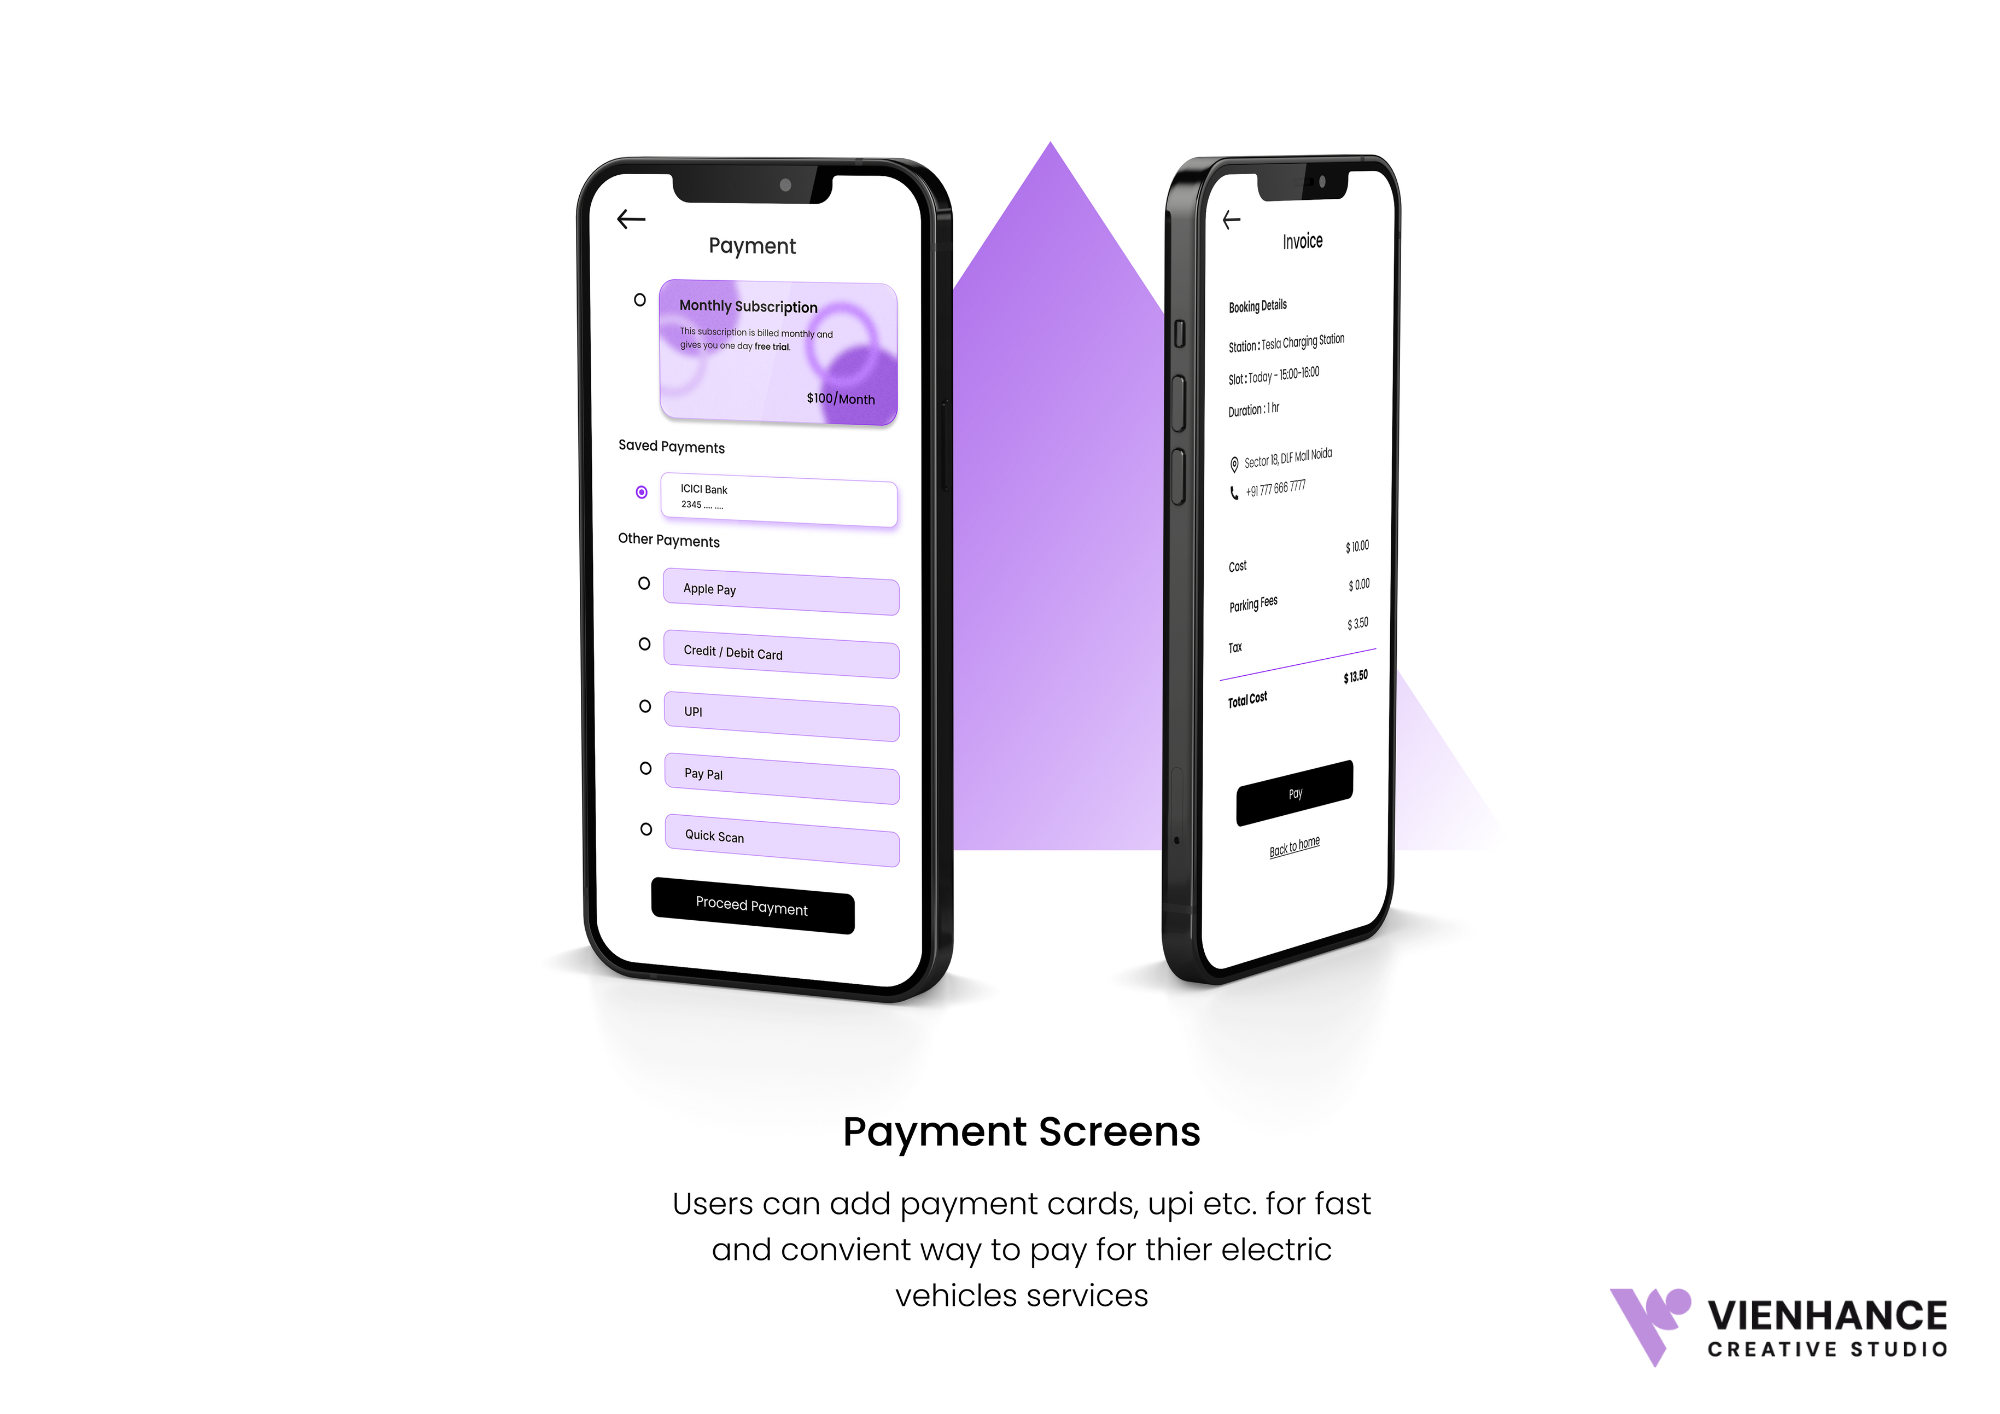 Payment
Monthly Subscription
This subscription is billed monthly and
gives you one day free trial.
$100/Month
Saved Payments
ICICI Bank
2345 .... ....
Other Payments
Apple Pay
Credit / Debit Card
UPI
Pay Pal
Quick Scan
Proceed Payment
Invoice
Booking Details
Station : Tesla Charging Station
Slot : Today - 15:00-16:00
Duration : 1 hr
Sector 18, DLF Mall Noida
+91 777 666 7777
Cost $ 10.00
Parking Fees $ 0.00
Tax $ 3.50
Total Cost $ 13.50
Pay
Back to home
Payment Screens
Users can add payment cards, upi etc. for fast
and convient way to pay for thier electric
vehicles services
VIENHANCE
CREATIVE STUDIO